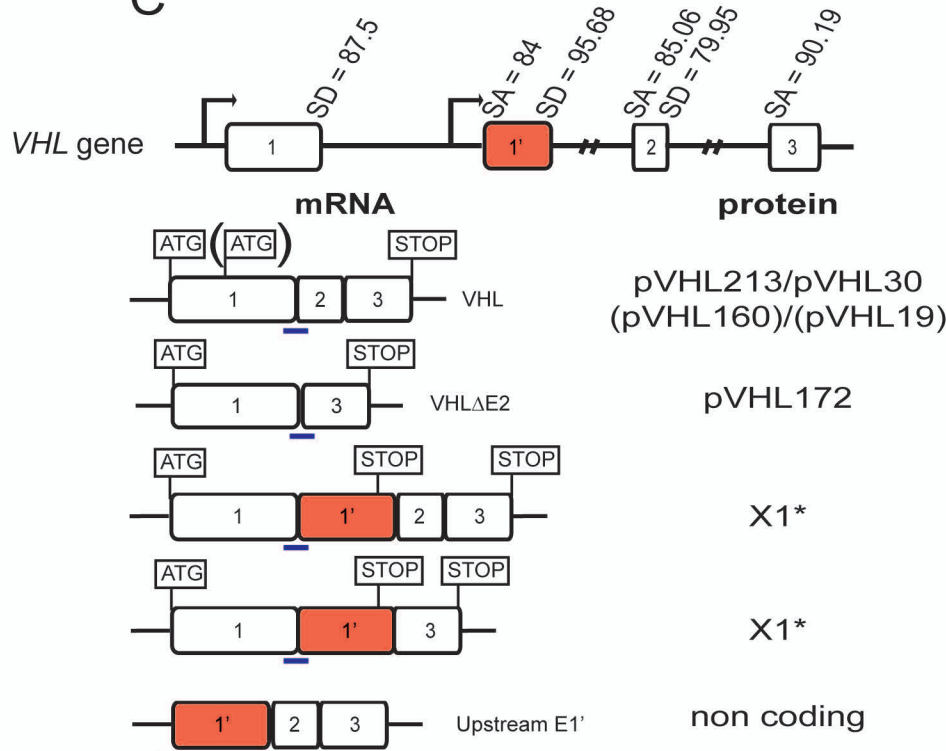 C
SD = 87.5
SA = 84
SD = 95.68
SA = 85.06
SD = 79.95
SA = 90.19
VHL gene 1 1' 2 3
mRNA protein
ATG (ATG) STOP
1 2 3 VHL
pVHL213/pVHL30
(pVHL160)/(pVHL19)
ATG STOP
1 3 VHLΔE2 pVHL172
ATG STOP STOP
1 1' 2 3 X1*
ATG STOP STOP
1 1' 3 X1*
1' 2 3 Upstream E1' non coding